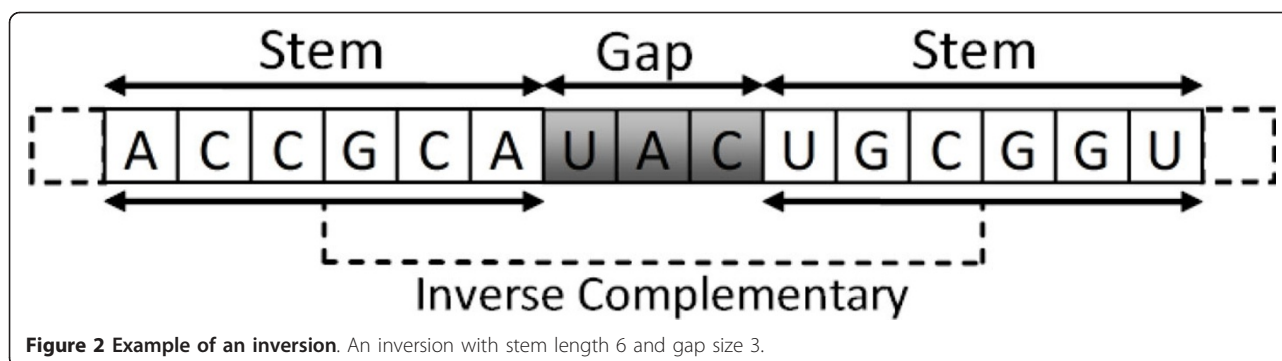 Stem Gap Stem
A C C G C A U A C U G C G G U
Inverse Complementary
Figure 2 Example of an inversion. An inversion with stem length 6 and gap size 3.